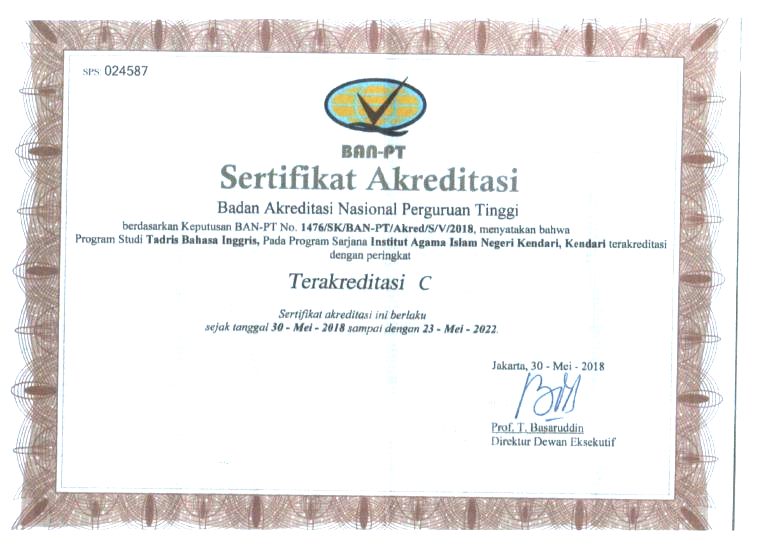 SPS: 024587
BAN-PT
Sertifikat Akreditasi
Badan Akreditasi Nasional Perguruan Tinggi
berdasarkan Keputusan BAN-PT No. 1476/SK/BAN-PT/Akred/S/V/2018, menyatakan bahwa
Program Studi Tadris Bahasa Inggris, Pada Program Sarjana Institut Agama Islam Negeri Kendari, Kendari terakreditasi
dengan peringkat
Terakreditasi C
Sertifikat akreditasi ini berlaku
sejak tanggal 30 - Mei - 2018 sampai dengan 23 - Mei - 2022.
Jakarta, 30 - Mei - 2018
Prof. T. Basaruddin
Direktur Dewan Eksekutif